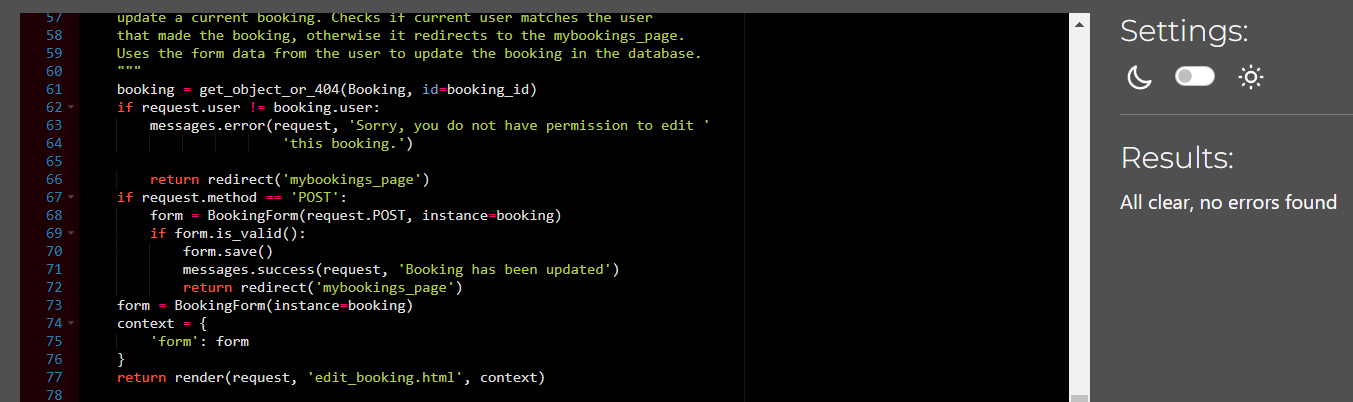 57 update a current booking. Checks if current user matches the user
58 that made the booking, otherwise it redirects to the mybookings_page.
59 Uses the form data from the user to update the booking in the database.
60 """
61 booking = get_object_or_404(Booking, id=booking_id)
62 if request.user != booking.user:
63 messages.error(request, 'Sorry, you do not have permission to edit '
64 'this booking.')
65
66 return redirect('mybookings_page')
67 if request.method == 'POST':
68 form = BookingForm(request.POST, instance=booking)
69 if form.is_valid():
70 form.save()
71 messages.success(request, 'Booking has been updated')
72 return redirect('mybookings_page')
73 form = BookingForm(instance=booking)
74 context = {
75 'form': form
76 }
77 return render(request, 'edit_booking.html', context)
78
Settings:
Results:
All clear, no errors found